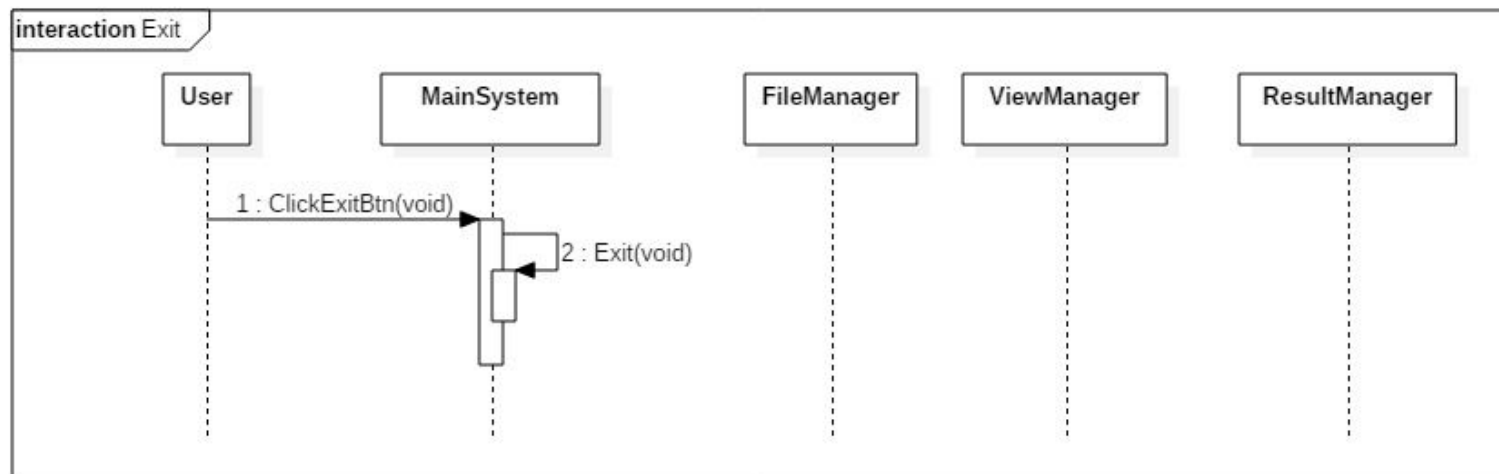 interaction Exit
User
MainSystem
FileManager
ViewManager
ResultManager
1 : ClickExitBtn(void)
2 : Exit(void)